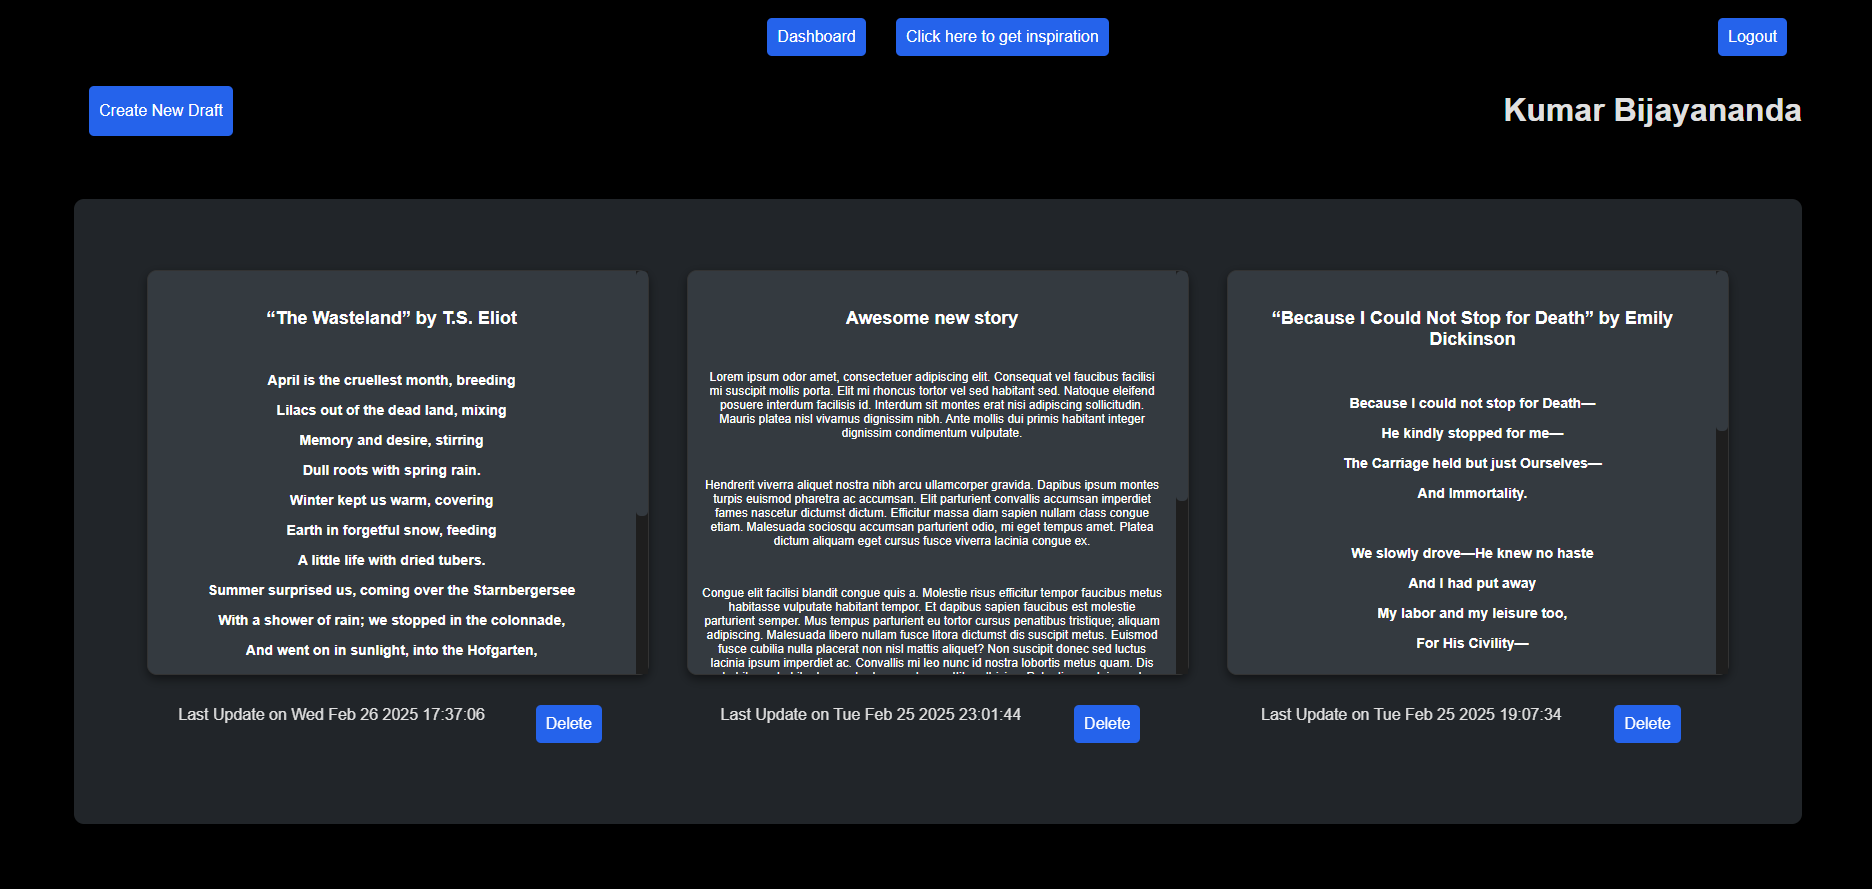 Dashboard
Click here to get inspiration
Logout
Create New Draft
Kumar Bijayananda
“The Wasteland” by T.S. Eliot
April is the cruellest month, breeding
Lilacs out of the dead land, mixing
Memory and desire, stirring
Dull roots with spring rain.
Winter kept us warm, covering
Earth in forgetful snow, feeding
A little life with dried tubers.
Summer surprised us, coming over the Starnbergersee
With a shower of rain; we stopped in the colonnade,
And went on in sunlight, into the Hofgarten,
Last Update on Wed Feb 26 2025 17:37:06
Delete
Awesome new story
Lorem ipsum odor amet, consectetuer adipiscing elit. Consequat vel faucibus facilisi
mi suscipit mollis porta. Elit mi rhoncus tortor vel sed habitant sed. Natoque eleifend
posuere interdum facilisis id. Interdum sit montes erat nisi adipiscing sollicitudin.
Mauris platea nisl vivamus dignissim nibh. Ante mollis dui primis habitant integer
dignissim condimentum vulputate.
Hendrerit viverra aliquet nostra nibh arcu ullamcorper gravida. Dapibus ipsum montes
turpis euismod pharetra ac accumsan. Elit parturient convallis accumsan imperdiet
fames nascetur dictumst dictum. Efficitur massa diam sapien nullam class congue
etiam. Malesuada sociosqu accumsan parturient odio, mi eget tempus amet. Platea
dictum aliquam eget cursus fusce viverra lacinia congue ex.
Congue elit facilisi blandit congue quis a. Molestie risus efficitur tempor faucibus metus
habitasse vulputate habitant tempor. Et dapibus sapien faucibus est molestie
parturient semper. Mus tempus parturient eu tortor cursus penatibus tristique; aliquam
adipiscing. Malesuada libero nullam fusce litora dictumst dis suscipit metus. Euismod
fusce cubilia nulla placerat non nisl mattis aliquet? Non suscipit donec sed luctus
lacinia ipsum imperdiet ac. Convallis mi leo nunc id nostra lobortis metus quam. Dis
Last Update on Tue Feb 25 2025 23:01:44
Delete
“Because I Could Not Stop for Death” by Emily
Dickinson
Because I could not stop for Death—
He kindly stopped for me—
The Carriage held but just Ourselves—
And Immortality.
We slowly drove—He knew no haste
And I had put away
My labor and my leisure too,
For His Civility—
Last Update on Tue Feb 25 2025 19:07:34
Delete